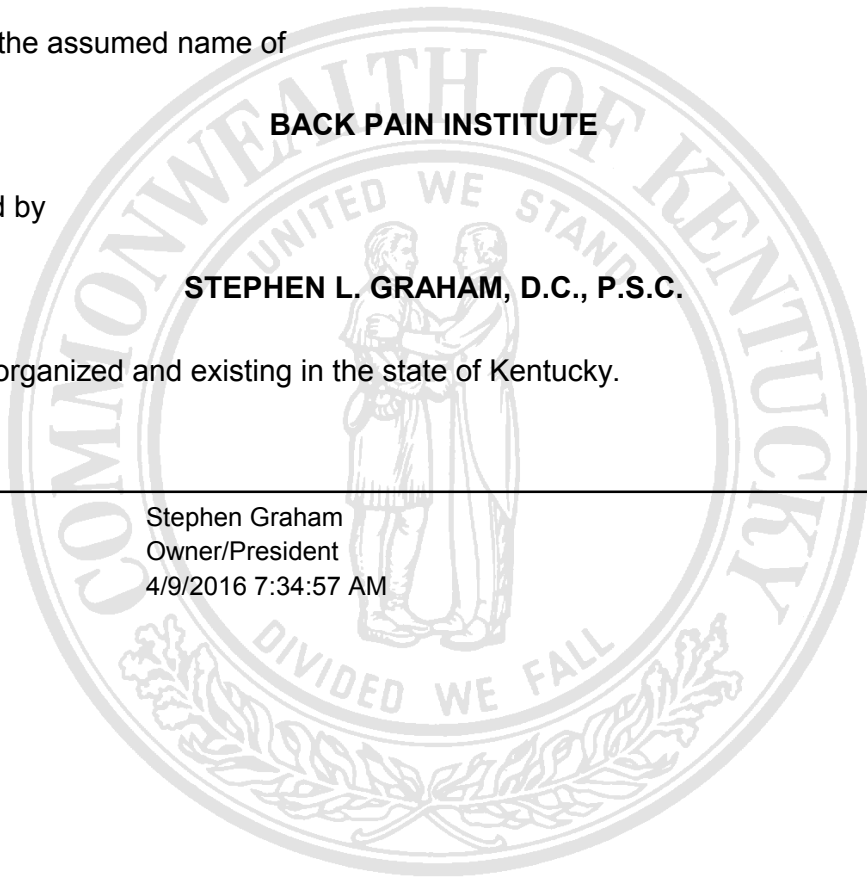 the assumed name of
BACK PAIN INSTITUTE
d by
STEPHEN L. GRAHAM, D.C., P.S.C.
organized and existing in the state of Kentucky.
Stephen Graham
Owner/President
4/9/2016 7:34:57 AM
COMMONWEALTH OF KENTUCKY
UNITED WE STAND
DIVIDED WE FALL